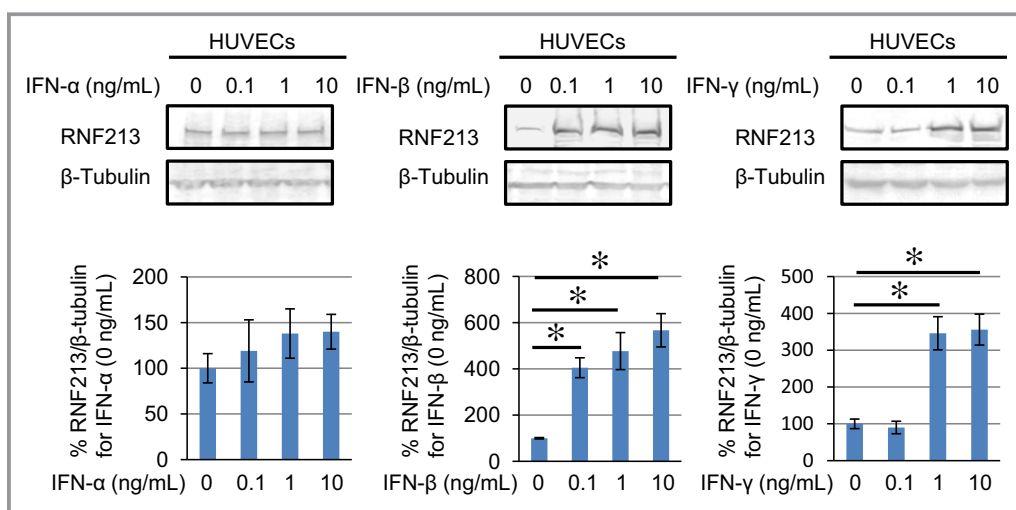 HUVECs HUVECs HUVECs
IFN-α (ng/mL) 0 0.1 1 10 IFN-β (ng/mL) 0 0.1 1 10 IFN-γ (ng/mL) 0 0.1 1 10
RNF213 RNF213 RNF213
β-Tubulin β-Tubulin β-Tubulin
% RNF213/β-tubulin
for IFN-α (0 ng/mL)
200
150
100
50
0
IFN-α (ng/mL) 0 0.1 1 10
% RNF213/β-tubulin
for IFN-β (0 ng/mL)
800
600
400
200
0
*
*
*
IFN-β (ng/mL) 0 0.1 1 10
% RNF213/β-tubulin
for IFN-γ (0 ng/mL)
500
400
300
200
100
0
*
*
IFN-γ (ng/mL) 0 0.1 1 10